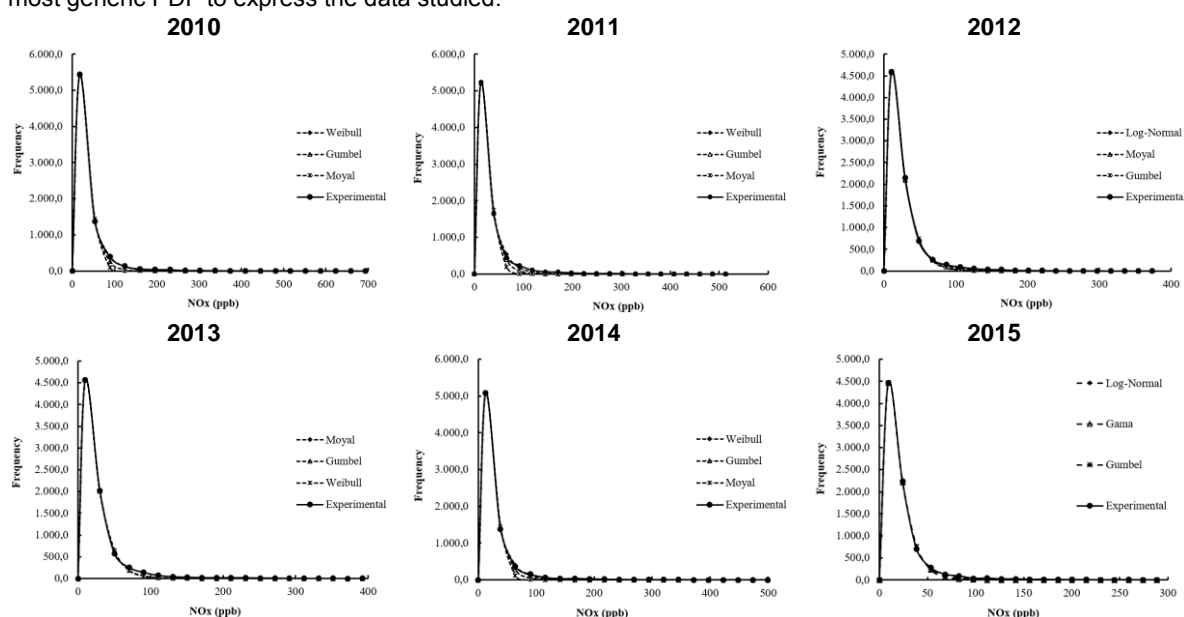 most generic PDF to express the data studied.
2010
6.000,0
5.000,0
4.000,0
3.000,0
2.000,0
1.000,0
0,0
Frequency
0 100 200 300 400 500 600 700
NOx (ppb)
Weibull
Gumbel
Moyal
Experimental
2011
6.000,0
5.000,0
4.000,0
3.000,0
2.000,0
1.000,0
0,0
Frequency
0 100 200 300 400 500 600
NOx (ppb)
Weibull
Gumbel
Moyal
Experimental
2012
5.000,0
4.500,0
4.000,0
3.500,0
3.000,0
2.500,0
2.000,0
1.500,0
1.000,0
500,0
0,0
Frequency
0 100 200 300 400
NOx (ppb)
Log-Normal
Moyal
Gumbel
Experimenta
2013
5.000,0
4.500,0
4.000,0
3.500,0
3.000,0
2.500,0
2.000,0
1.500,0
1.000,0
500,0
0,0
Frequency
0 100 200 300 400
NOx (ppb)
Moyal
Gumbel
Weibull
Experimental
2014
6.000,0
5.000,0
4.000,0
3.000,0
2.000,0
1.000,0
0,0
Frequency
0 100 200 300 400 500
NOx (ppb)
Weibull
Gumbel
Moyal
Experimental
2015
5.000,0
4.500,0
4.000,0
3.500,0
3.000,0
2.500,0
2.000,0
1.500,0
1.000,0
500,0
0,0
Frequency
0 50 100 150 200 250 300
NOx (ppb)
Log-Normal
Gama
Gumbel
Experimental